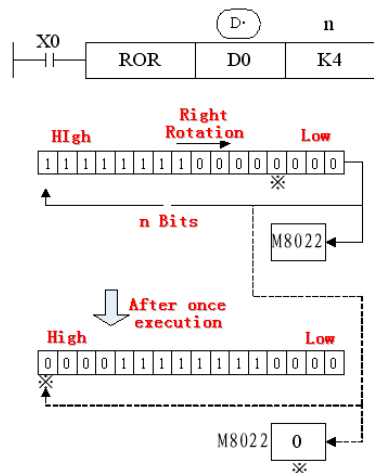 D·
n
X0
ROR D0 K4
Right
HIgh Rotation Low
1 1 1 1 1 1 1 1 0 0 0 0 0 0 0 0
※
n Bits
M8022
After once
execution
High Low
0 0 0 0 1 1 1 1 1 1 1 1 0 0 0 0
※
M8022 0
※